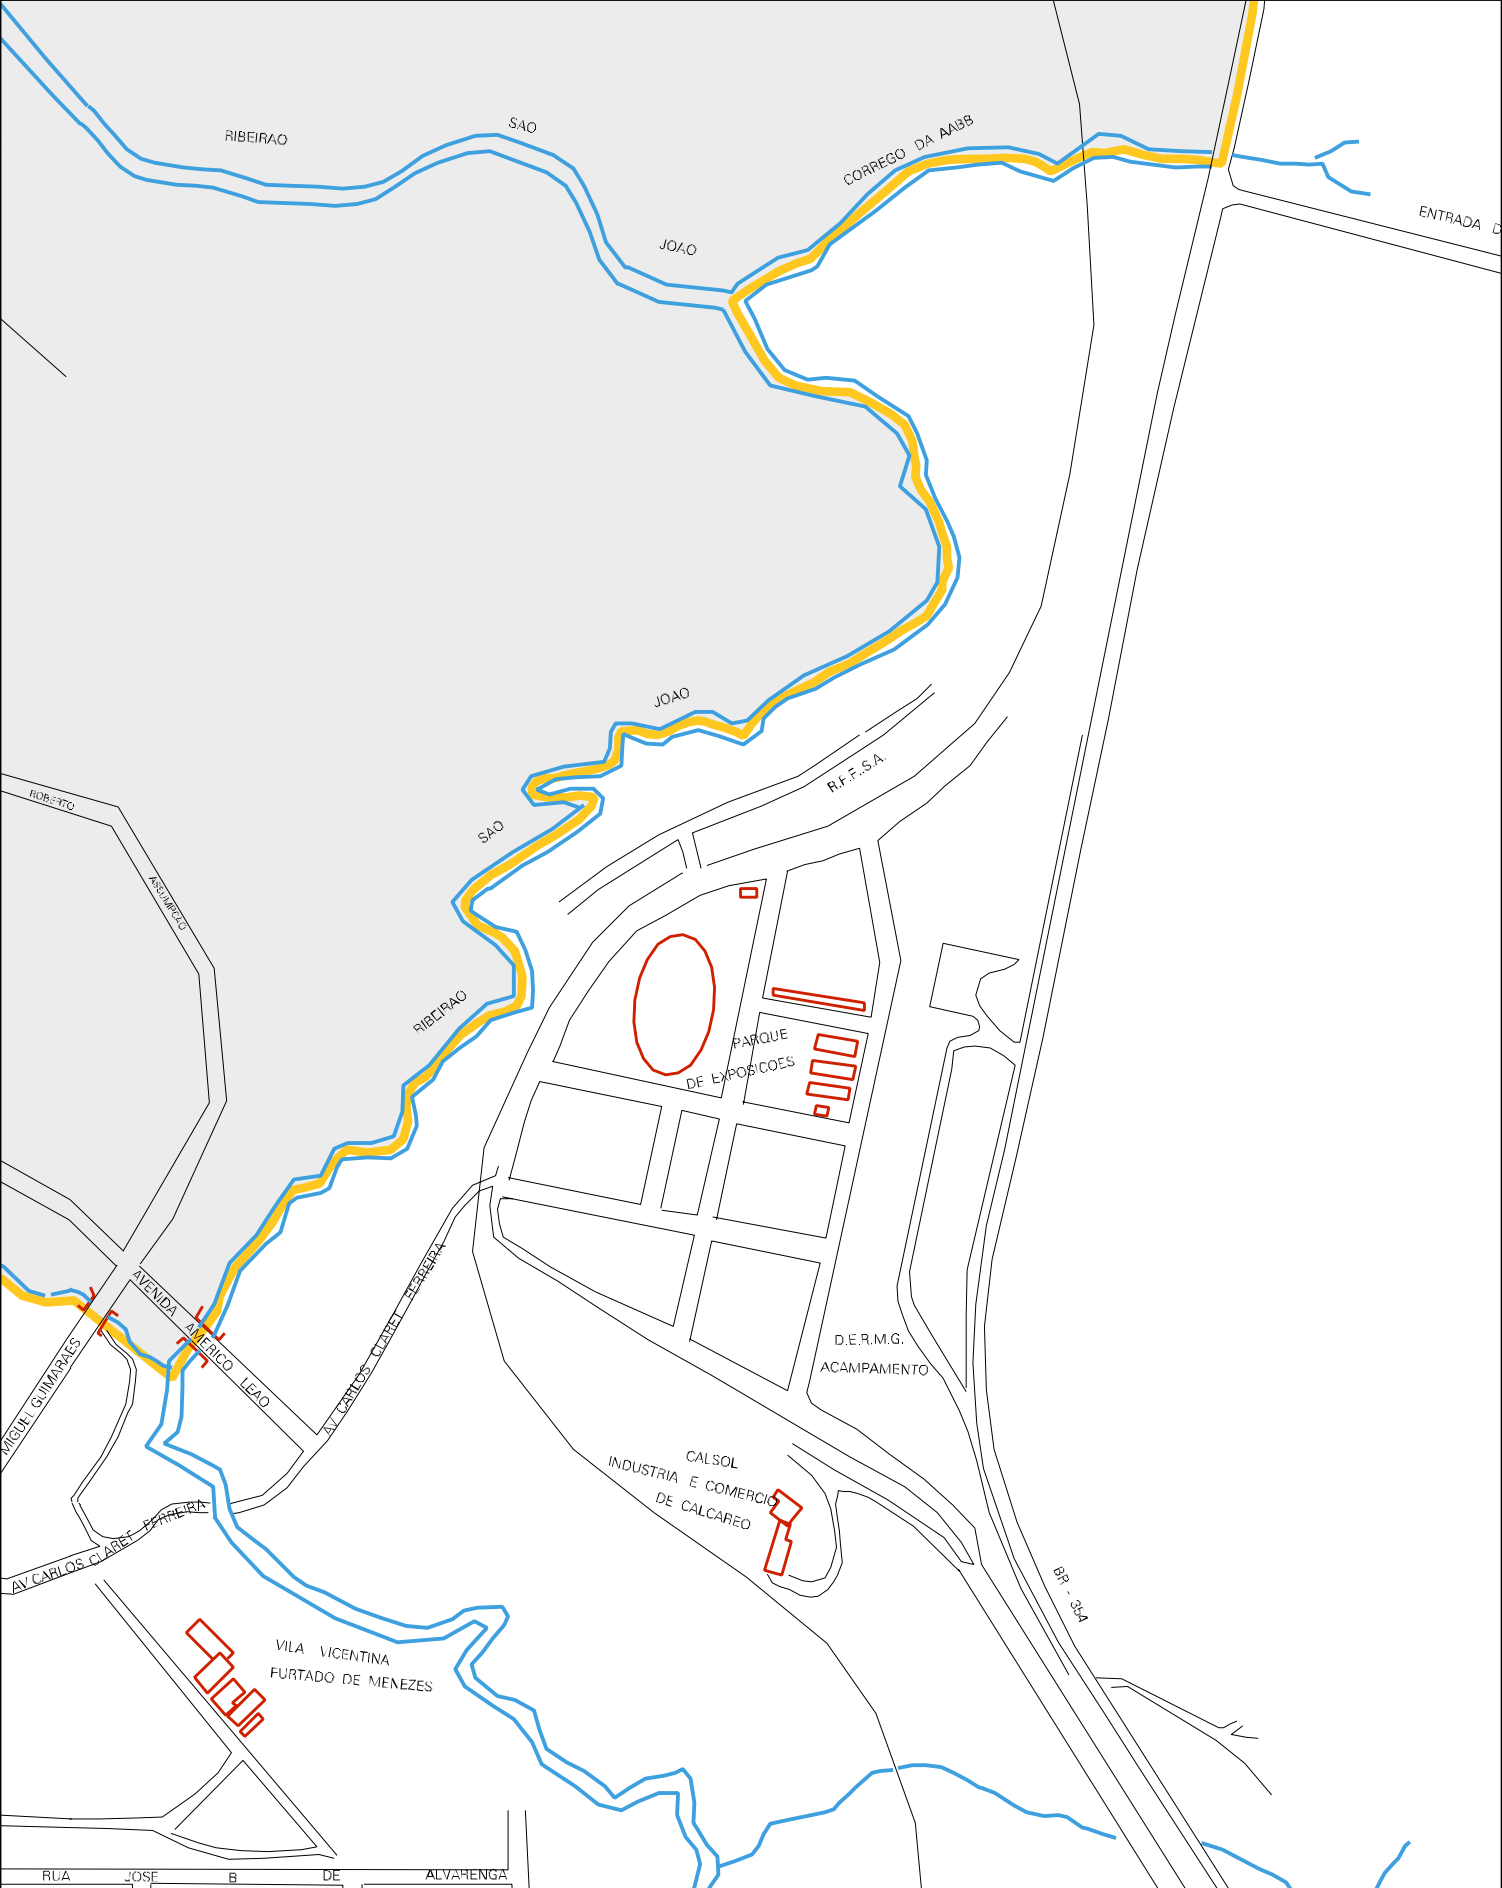 RIBEIRAO
SAO
CORREGO DA AABB
JOAO
ENTRADA D
JOAO
R.F.F.S.A.
ROBERTO
SAO
ASSUMPCAO
RIBEIRAO
PARQUE
DE EXPOSICOES
AVENIDA AMERICO LEAO
AV CARLOS CLARET FERREIRA
MIGUEL GUIMARAES
D.E.R.M.G.
ACAMPAMENTO
CALSOL
INDUSTRIA E COMERCIO
DE CALCAREO
AV CARLOS CLARET FERREIRA
BR - 354
VILA VICENTINA
FURTADO DE MENEZES
RUA JOSE B DE ALVARENGA